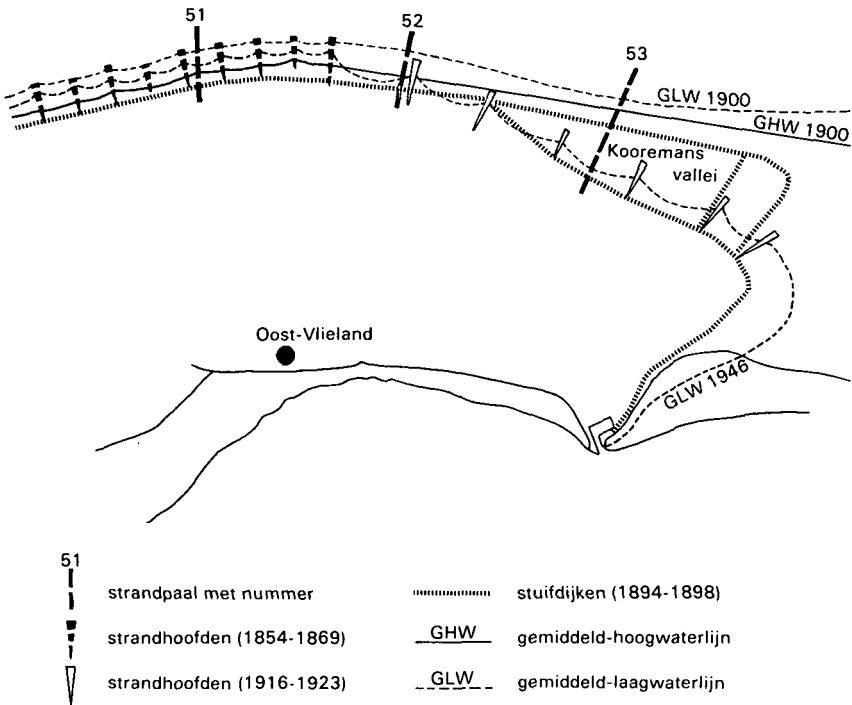 51
52
53
GLW 1900
GHW 1900
Kooremans
vallei
Oost-Vlieland
GLW 1946
51
strandpaal met nummer
stuifdijken (1894-1898)
strandhoofden (1854-1869)
GHW
gemiddeld-hoogwaterlijn
strandhoofden (1916-1923)
GLW
gemiddeld-laagwaterlijn